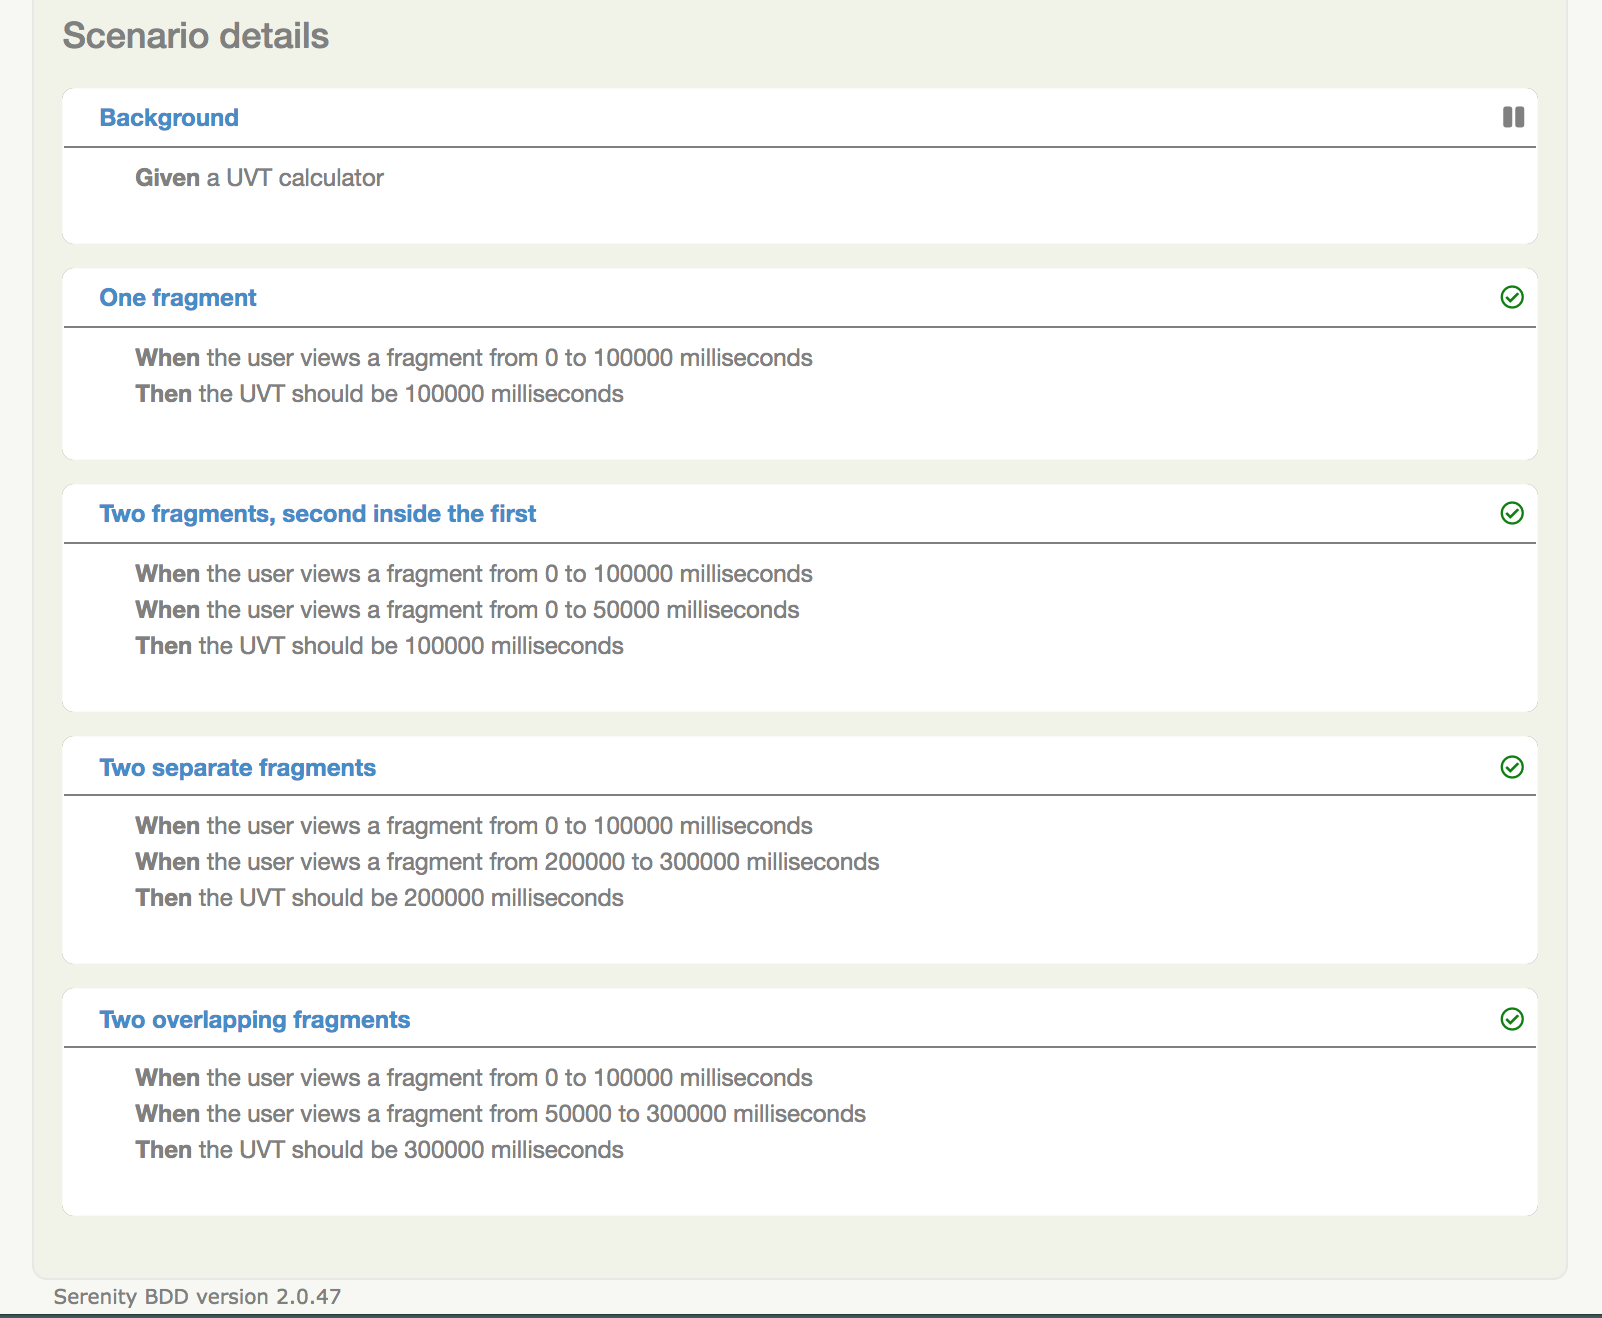 Scenario details
Background
Given a UVT calculator
One fragment
When the user views a fragment from 0 to 100000 milliseconds
Then the UVT should be 100000 milliseconds
Two fragments, second inside the first
When the user views a fragment from 0 to 100000 milliseconds
When the user views a fragment from 0 to 50000 milliseconds
Then the UVT should be 100000 milliseconds
Two separate fragments
When the user views a fragment from 0 to 100000 milliseconds
When the user views a fragment from 200000 to 300000 milliseconds
Then the UVT should be 200000 milliseconds
Two overlapping fragments
When the user views a fragment from 0 to 100000 milliseconds
When the user views a fragment from 50000 to 300000 milliseconds
Then the UVT should be 300000 milliseconds
Serenity BDD version 2.0.47